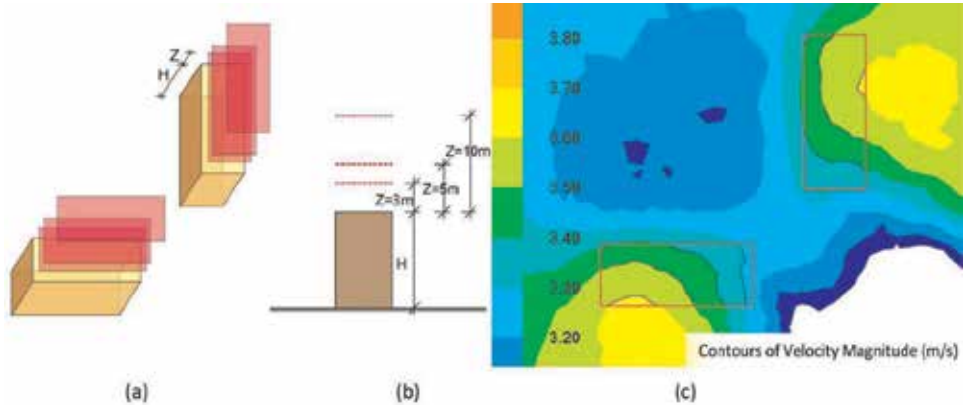 Z
H
Z=10m
Z=5m
Z=3m
H
3.80
3.70
3.60
3.50
3.40
3.30
3.20
Contours of Velocity Magnitude (m/s)
(a)
(b)
(c)